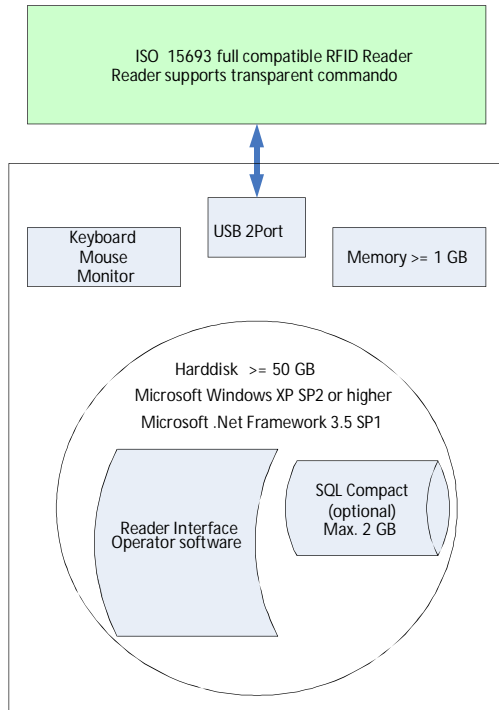 ISO 15693 full compatible RFID Reader
Reader supports transparent commando
USB 2Port
Keyboard
Mouse
Monitor
Memory >= 1 GB
Harddisk >= 50 GB
Microsoft Windows XP SP2 or higher
Microsoft .Net Framework 3.5 SP1
Reader Interface
Operator software
SQL Compact
(optional)
Max. 2 GB